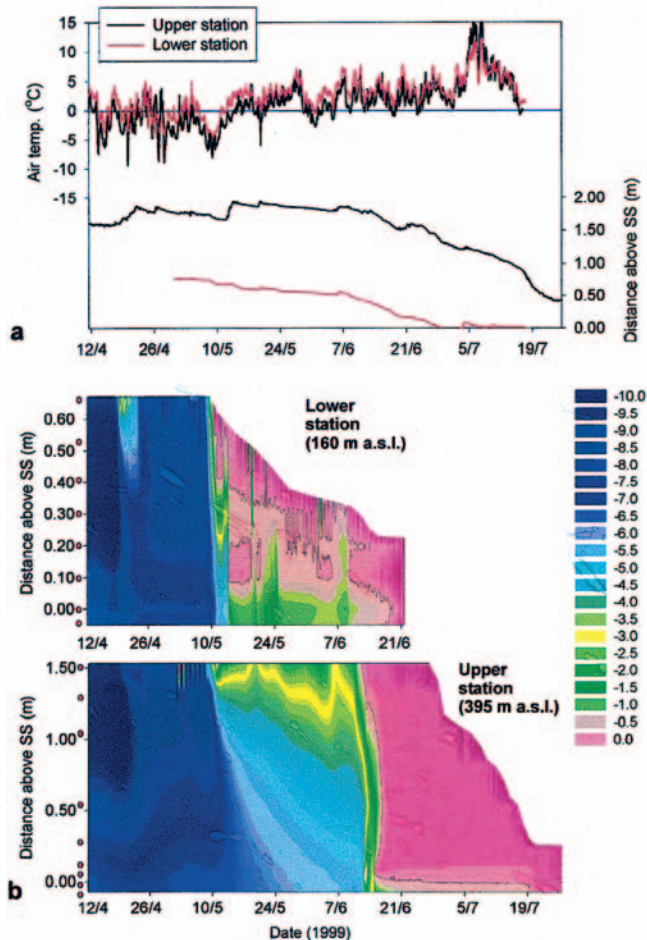 Upper station
Lower station
Air temp. (°C)
15
10
5
0
-5
-10
-15
2.00
1.50
1.00
0.50
0.00
Distance above SS (m)
a
12/4 26/4 10/5 24/5 7/6 21/6 5/7 19/7
Lower
station
(160 m a.s.l.)
Distance above SS (m)
0.60
0.50
0.40
0.30
0.20
0.10
0.00
12/4 26/4 10/5 24/5 7/6 21/6
Upper
station
(395 m a.s.l.)
Distance above SS (m)
1.50
1.00
0.50
0.00
b
12/4 26/4 10/5 24/5 7/6 21/6 5/7 19/7
Date (1999)
-10.0
-9.5
-9.0
-8.5
-8.0
-7.5
-7.0
-6.5
-6.0
-5.5
-5.0
-4.5
-4.0
-3.5
-3.0
-2.5
-2.0
-1.5
-1.0
-0.5
0.0